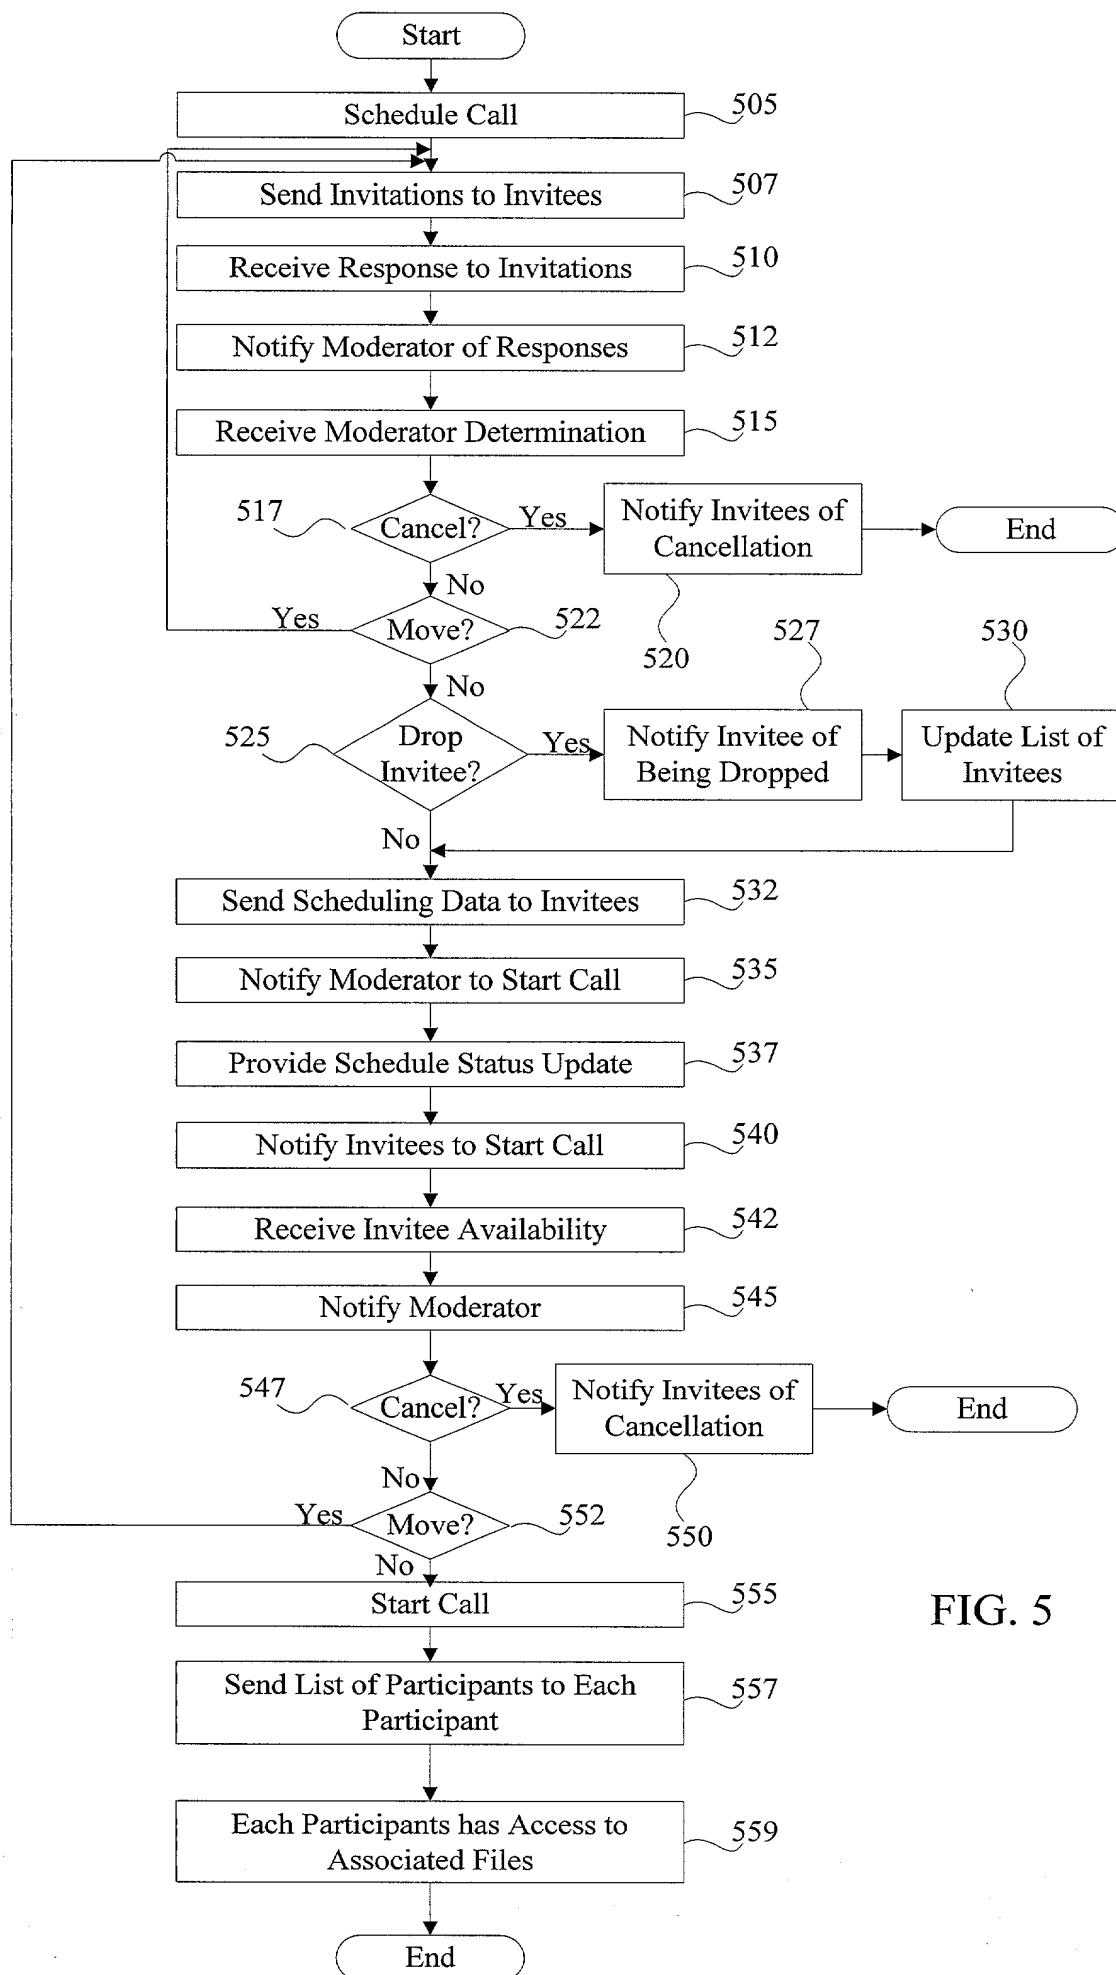 Start
Schedule Call
505
Send Invitations to Invitees
507
Receive Response to Invitations
510
Notify Moderator of Responses
512
Receive Moderator Determination
515
517
Cancel?
Yes
Notify Invitees of
Cancellation
End
No
520
Yes
Move?
522
No
527
530
525
Drop
Invitee?
Yes
Notify Invitee of
Being Dropped
Update List of
Invitees
No
Send Scheduling Data to Invitees
532
Notify Moderator to Start Call
535
Provide Schedule Status Update
537
Notify Invitees to Start Call
540
Receive Invitee Availability
542
Notify Moderator
545
547
Cancel?
Yes
Notify Invitees of
Cancellation
End
No
550
Yes
Move?
552
No
Start Call
555
FIG. 5
Send List of Participants to Each
Participant
557
Each Participants has Access to
Associated Files
559
End